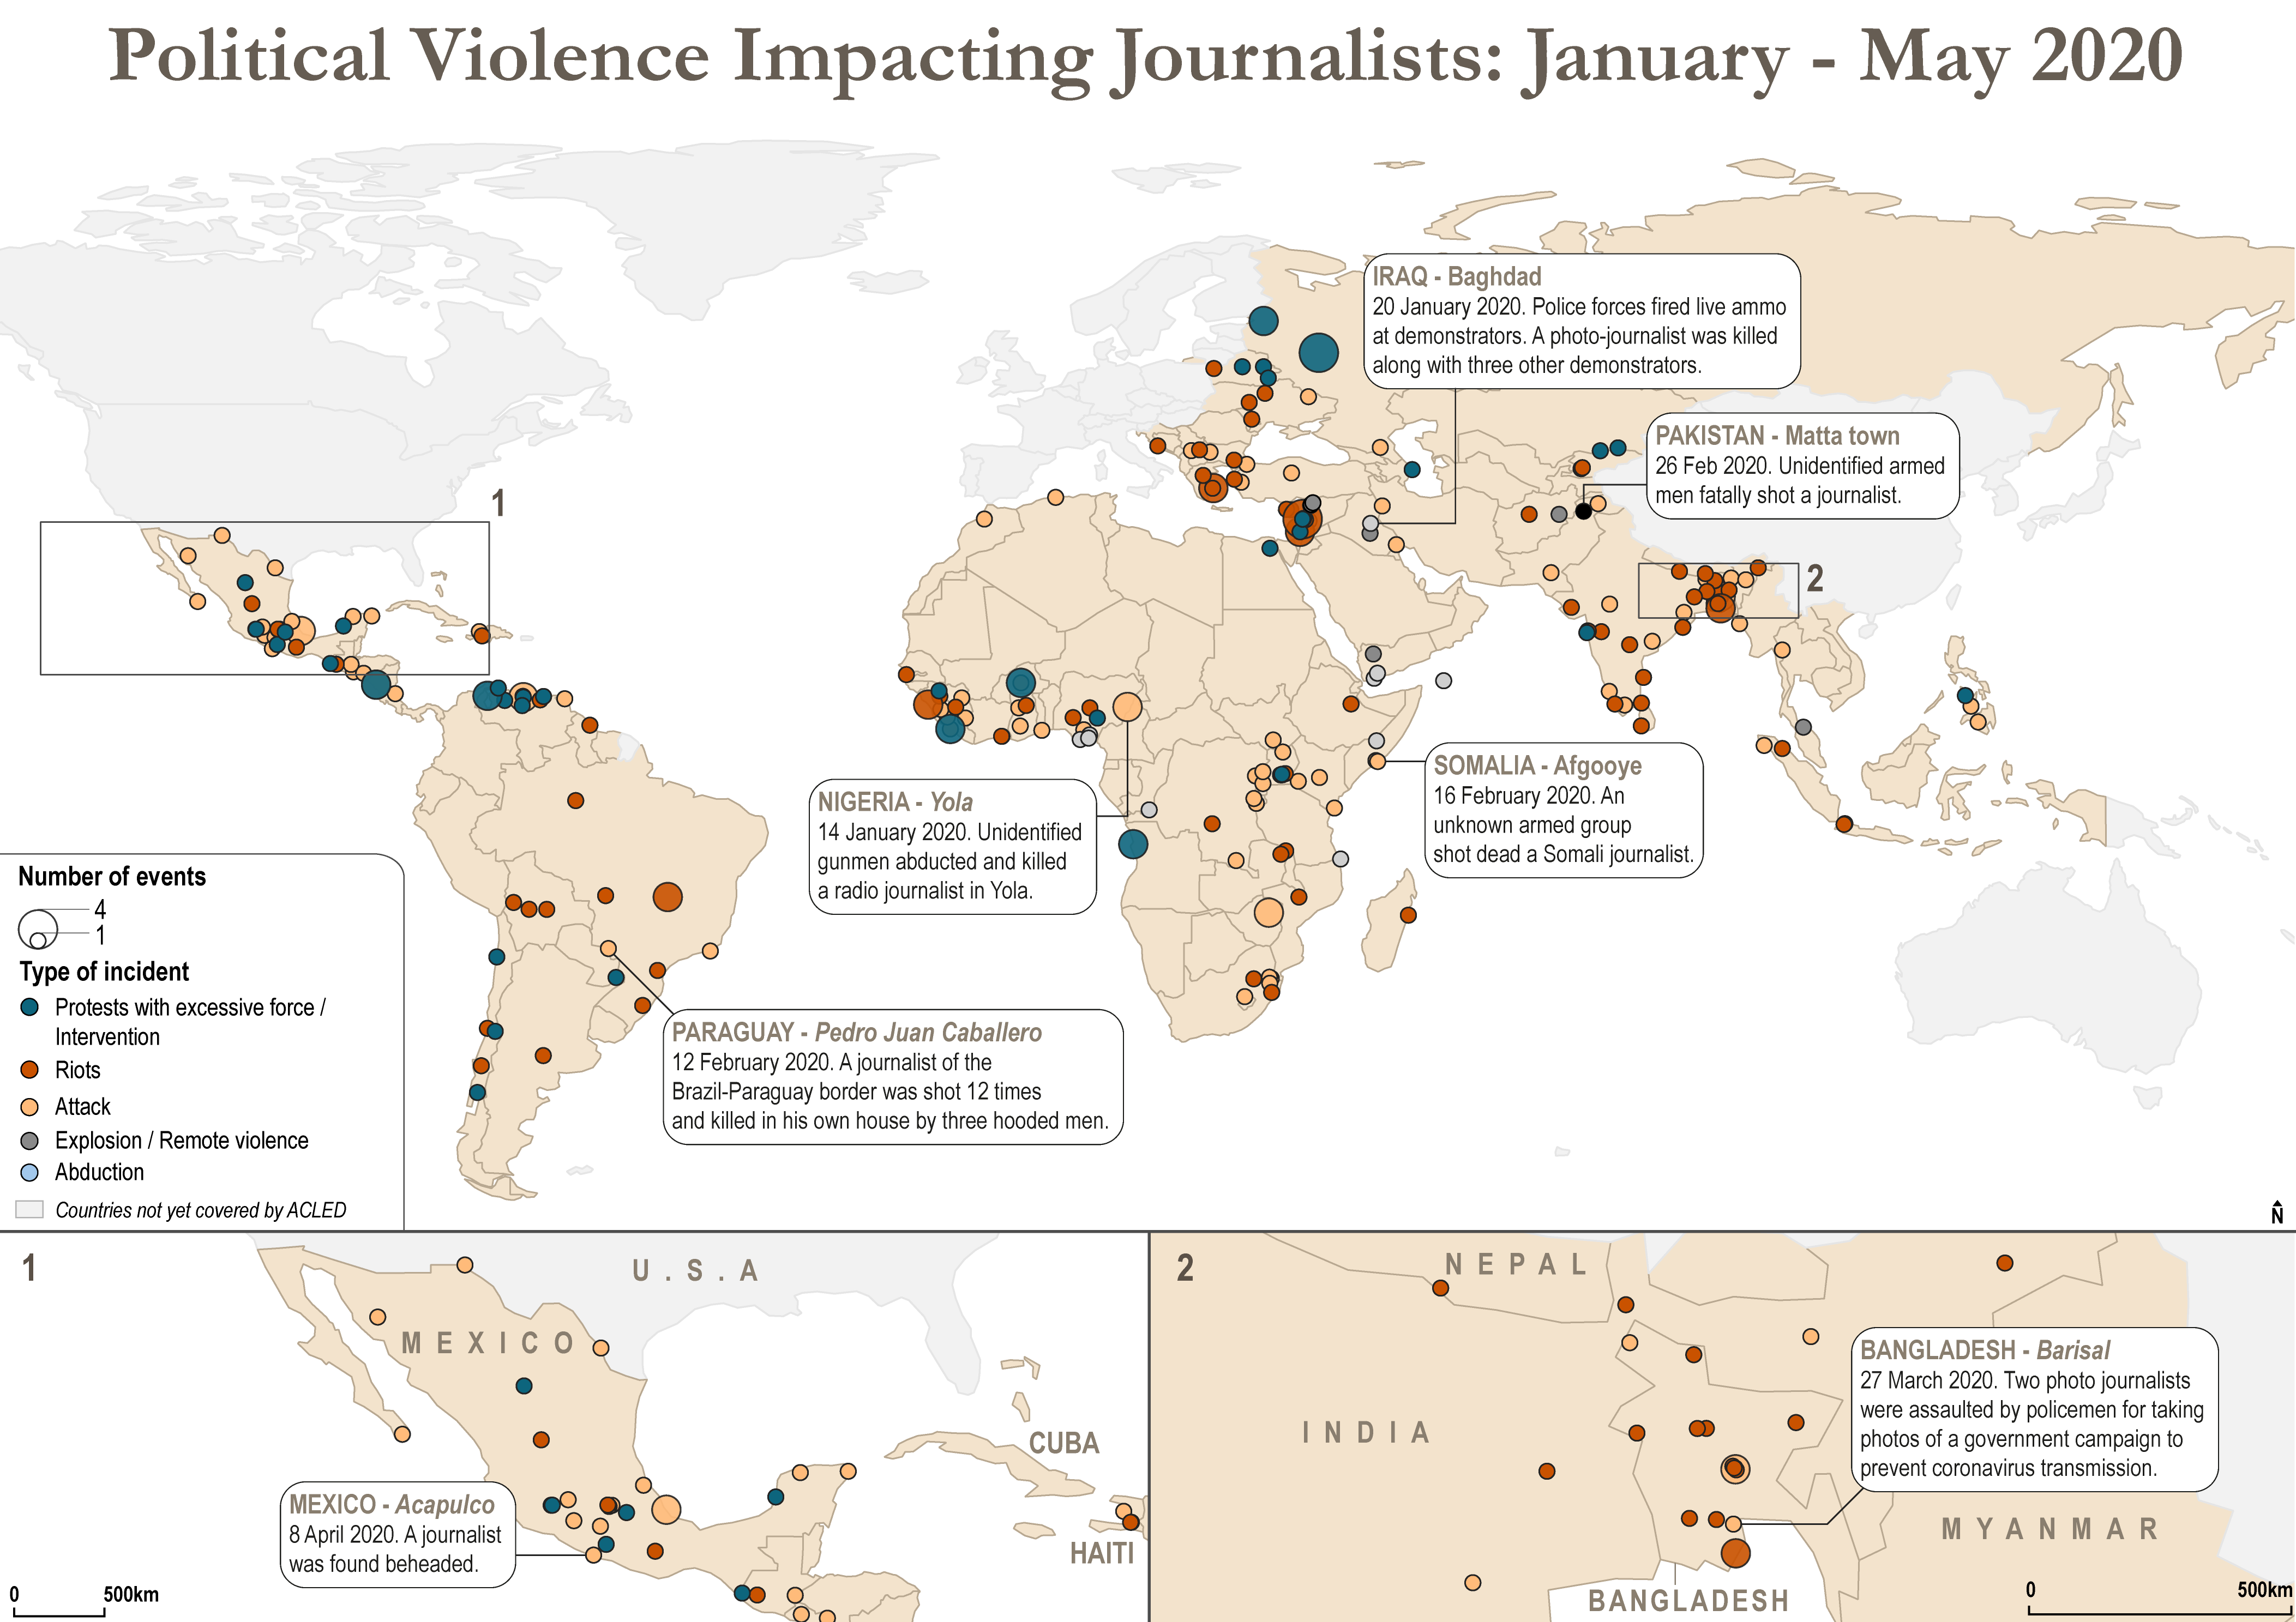 Political Violence Impacting Journalists: January - May 2020
IRAQ - Baghdad
20 January 2020. Police forces fired live ammo
at demonstrators. A photo-journalist was killed
along with three other demonstrators.
PAKISTAN - Matta town
26 Feb 2020. Unidentified armed
men fatally shot a journalist.
1
2
SOMALIA - Afgooye
16 February 2020. An
unknown armed group
shot dead a Somali journalist.
NIGERIA - Yola
14 January 2020. Unidentified
gunmen abducted and killed
a radio journalist in Yola.
PARAGUAY - Pedro Juan Caballero
12 February 2020. A journalist of the
Brazil-Paraguay border was shot 12 times
and killed in his own house by three hooded men.
Number of events
4
1
Type of incident
Protests with excessive force /
Intervention
Riots
Attack
Explosion / Remote violence
Abduction
Countries not yet covered by ACLED
N
1
U.S.A
MEXICO
CUBA
HAITI
MEXICO - Acapulco
8 April 2020. A journalist
was found beheaded.
0 500km
2
NEPAL
INDIA
BANGLADESH - Barisal
27 March 2020. Two photo journalists
were assaulted by policemen for taking
photos of a government campaign to
prevent coronavirus transmission.
MYANMAR
BANGLADESH
0 500km